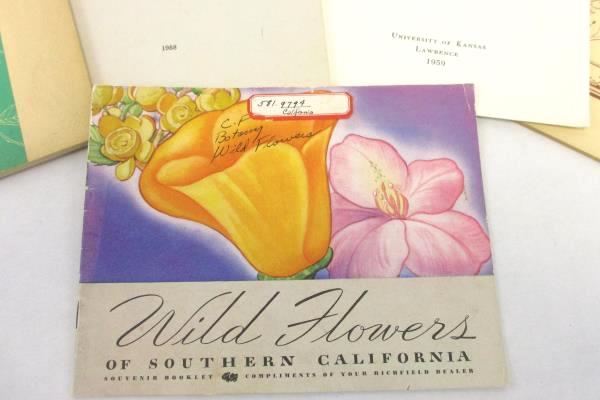 1958
UNIVERSITY OF KANSAS
LAWRENCE
1959
581.9794
California
C.F
Botany
Wild Flowers
Wild Flowers
OF SOUTHERN CALIFORNIA
SOUVENIR BOOKLET COMPLIMENTS OF YOUR RICHFIELD DEALER